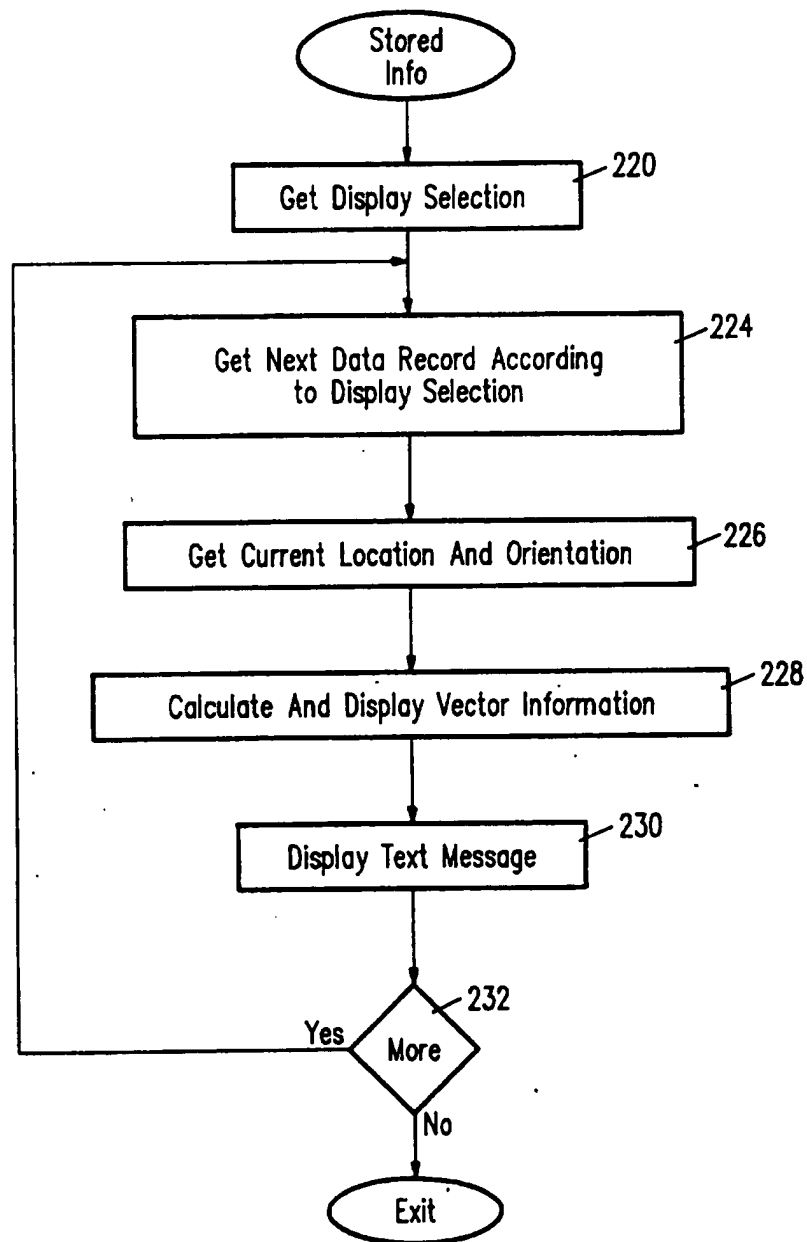 Stored
Info
220
Get Display Selection
224
Get Next Data Record According
to Display Selection
226
Get Current Location And Orientation
228
Calculate And Display Vector Information
230
Display Text Message
232
Yes
More
No
Exit